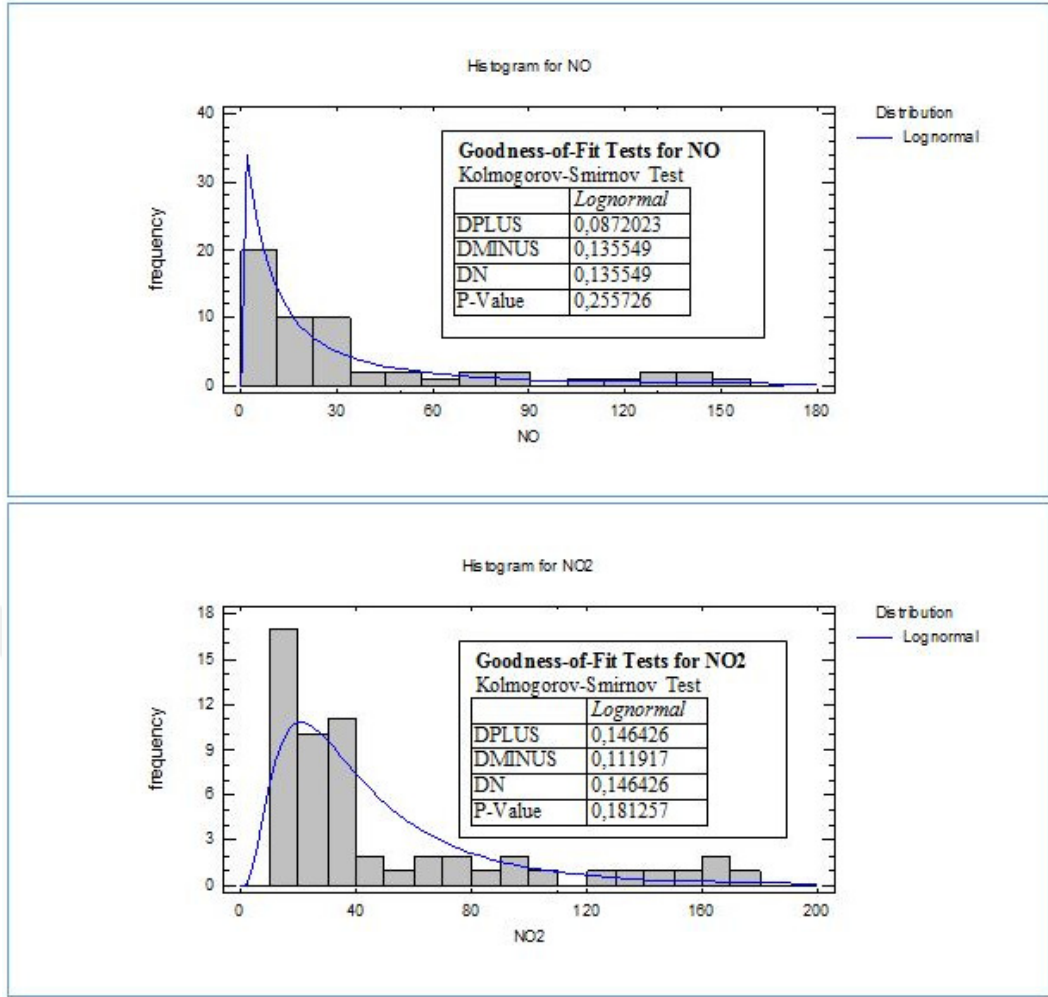 Histogram for NO
Distribution
Lognormal
frequency
40
30
20
10
0
Goodness-of-Fit Tests for NO
Kolmogorov-Smirnov Test
Lognormal
DPLUS 0,0872023
DMINUS 0,135549
DN 0,135549
P-Value 0,255726
0 30 60 90 120 150 180
NO
Histogram for NO2
Distribution
Lognormal
frequency
18
15
12
9
6
3
0
Goodness-of-Fit Tests for NO2
Kolmogorov-Smirnov Test
Lognormal
DPLUS 0,146426
DMINUS 0,111917
DN 0,146426
P-Value 0,181257
0 40 80 120 160 200
NO2